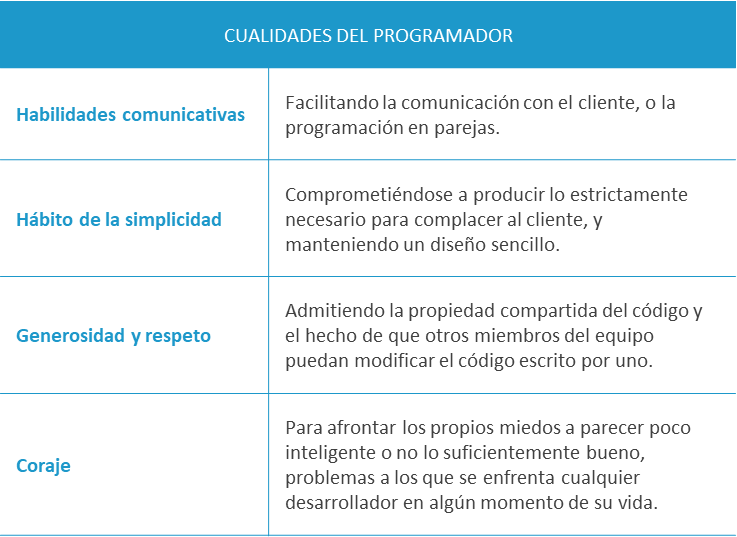 CUALIDADES DEL PROGRAMADOR
Habilidades comunicativas
Facilitando la comunicación con el cliente, o la
programación en parejas.
Hábito de la simplicidad
Comprometiéndose a producir lo estrictamente
necesario para complacer al cliente, y
manteniendo un diseño sencillo.
Generosidad y respeto
Admitiendo la propiedad compartida del código y
el hecho de que otros miembros del equipo
puedan modificar el código escrito por uno.
Coraje
Para afrontar los propios miedos a parecer poco
inteligente o no lo suficientemente bueno,
problemas a los que se enfrenta cualquier
desarrollador en algún momento de su vida.